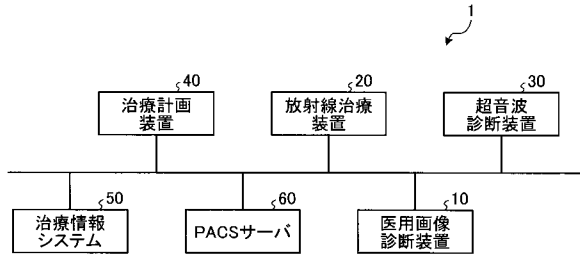 1
40
治療計画
装置
20
放射線治療
装置
30
超音波
診断装置
50
治療情報
システム
60
PACSサーバ
10
医用画像
診断装置